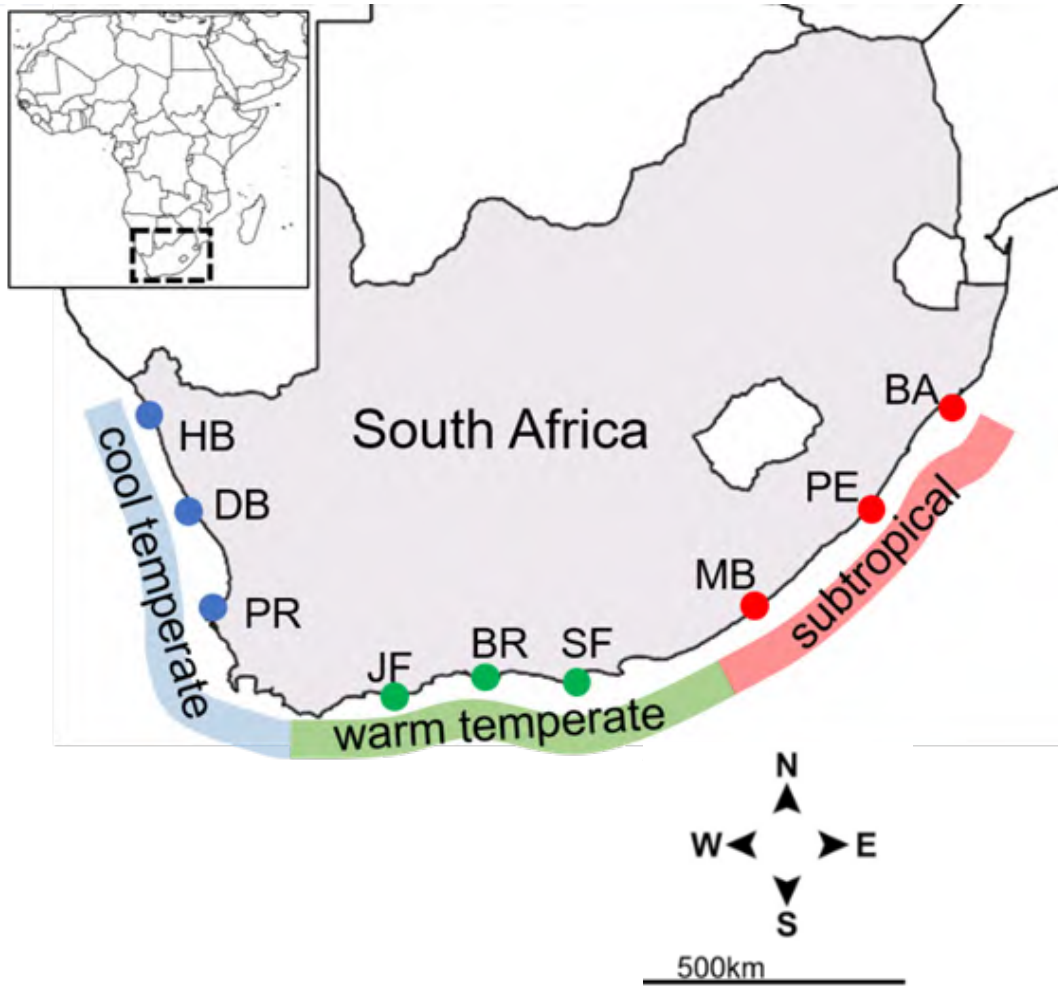 South Africa
HB
DB
PR
JF
BR
SF
MB
PE
BA
cool temperate
warm temperate
subtropical
N
W
E
S
500km